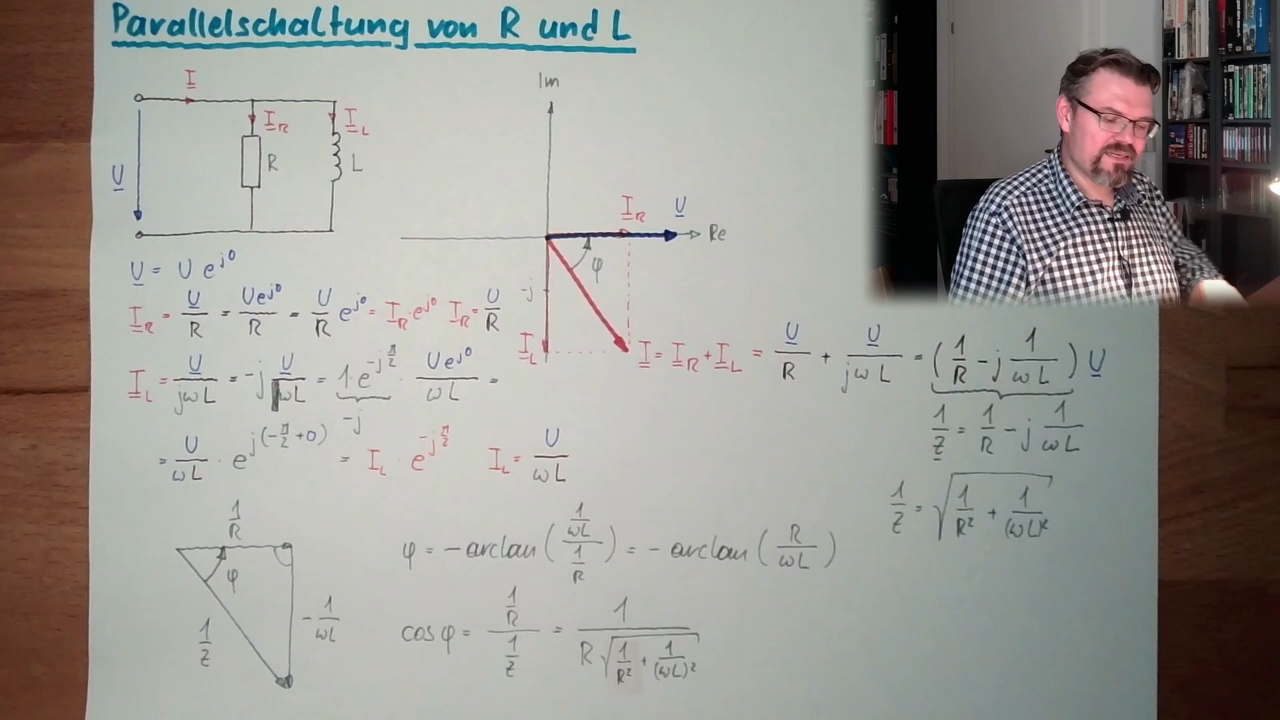 Parallelschaltung von R und L
I
I_R
I_L
U
R
L
Im
Re
I_R
U
φ
-j
I_L
U = U e^{j0}
I_R = U/R = Ue^{j0}/R = U/R e^{j0} = I_R·e^{j0} I_R = U/R
I = I_R + I_L = U/R + U/jωL = (1/R - j 1/ωL) U
I_L = U/jωL = -j U/ωL = 1·e^{-j π/2} · Ue^{j0}/ωL =
-j
1/Z = 1/R - j 1/ωL
= U/ωL · e^{j(-π/2+0)} = I_L · e^{-j π/2} I_L = U/ωL
1/Z = √(1/R² + 1/(ωL)²)
1/R
φ
1/Z
-1/ωL
φ = -arctan ((1/ωL)/(1/R)) = -arctan (R/ωL)
cos φ = (1/R)/(1/Z) = 1/(R √(1/R² + 1/(ωL)²))